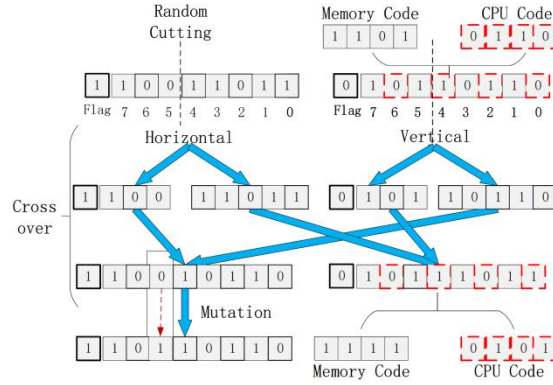 Random
Cutting
Memory Code CPU Code
1 1 0 1 0 1 1 0
1 1 0 0 1 1 0 1 1 0 1 0 1 1 0 1 1 0
Flag 7 6 5 4 3 2 1 0 Flag 7 6 5 4 3 2 1 0
Horizontal Vertical
1 1 0 0 1 1 0 1 1 0 1 0 1 1 0 1 1 0
Cross
over
1 1 0 0 1 0 1 1 0 0 1 0 1 1 1 0 1 1
Mutation
1 1 0 1 1 0 1 1 0 1 1 1 1 0 1 0 1
Memory Code CPU Code